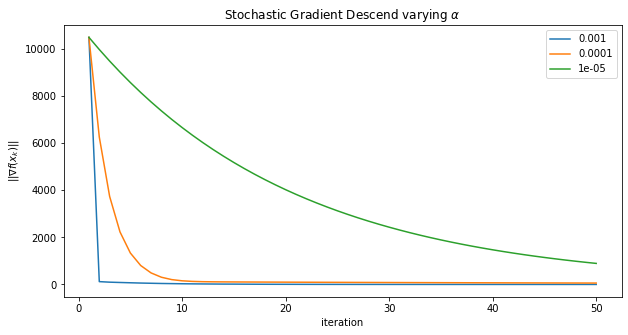 Stochastic Gradient Descend varying α
0.001
0.0001
1e-05
10000
8000
6000
4000
2000
0
||∇f(x_k)||
0 10 20 30 40 50
iteration